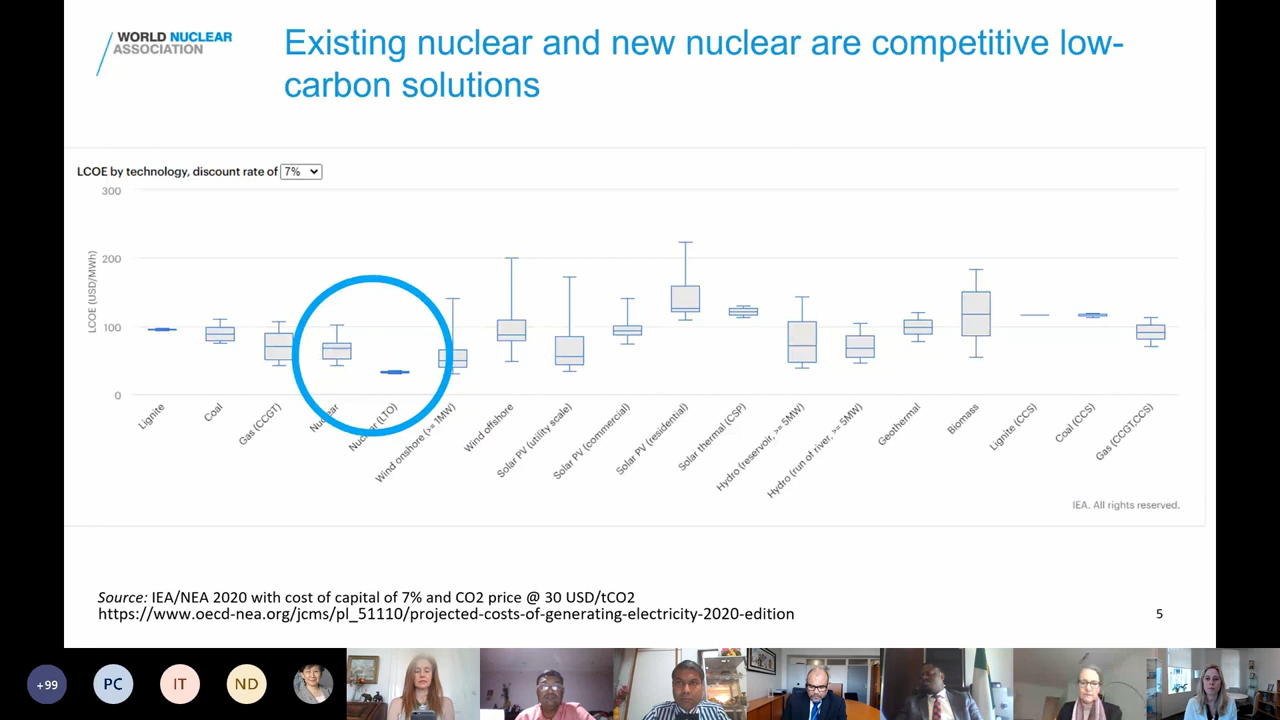 WORLD NUCLEAR
ASSOCIATION
Existing nuclear and new nuclear are competitive low-
carbon solutions
LCOE by technology, discount rate of 7%
300
200
100
0
LCOE (USD/MWh)
Lignite
Coal
Gas (CCGT)
Nuclear
Nuclear (LTO)
Wind onshore (>= 1MW)
Wind offshore
Solar PV (utility scale)
Solar PV (commercial)
Solar PV (residential)
Solar thermal (CSP)
Hydro (reservoir, >= 5MW)
Hydro (run of river, >= 5MW)
Geothermal
Biomass
Lignite (CCS)
Coal (CCS)
Gas (CCGT, CCS)
IEA. All rights reserved.
Source: IEA/NEA 2020 with cost of capital of 7% and CO2 price @ 30 USD/tCO2
https://www.oecd-nea.org/jcms/pl_51110/projected-costs-of-generating-electricity-2020-edition
5
+99
PC
IT
ND